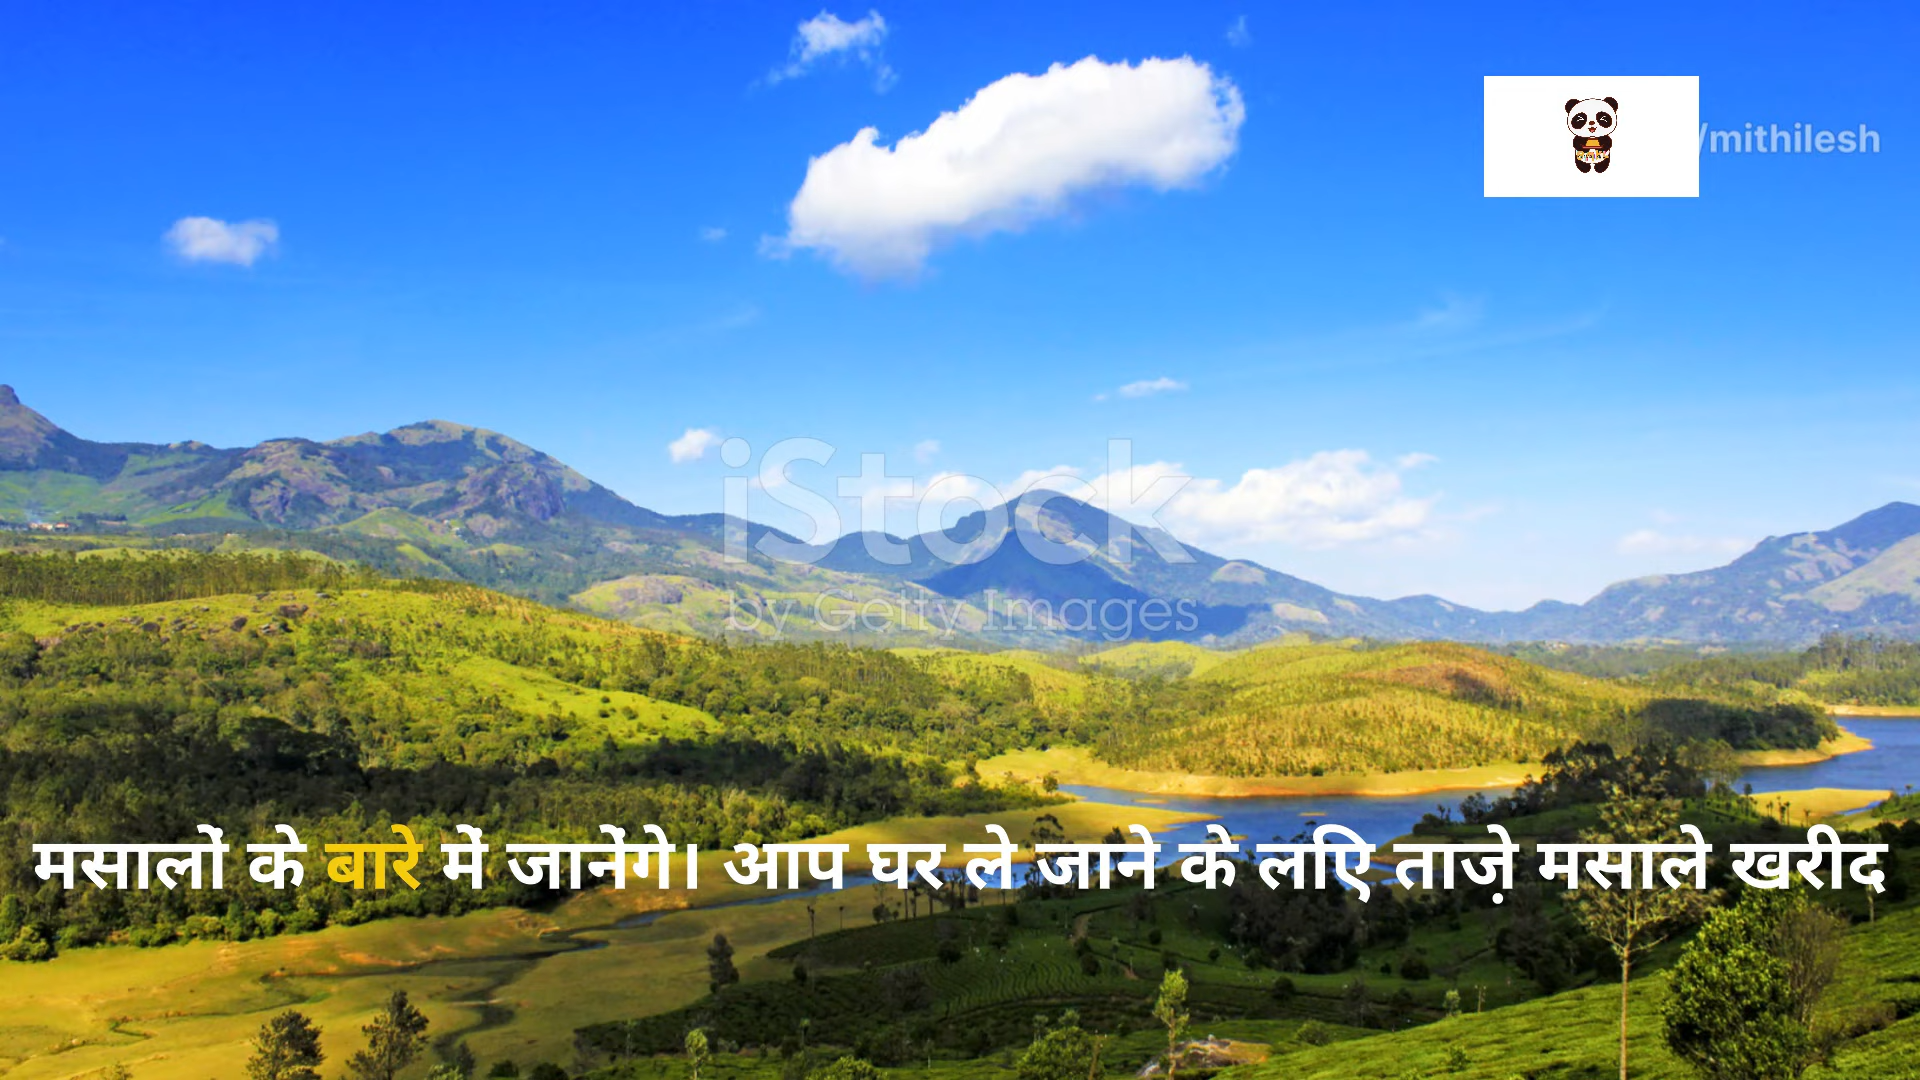 /mithilesh
iStock
by Getty Images
मसालों के बारे में जानेंगे। आप घर ले जाने के लिए ताज़े मसाले खरीद